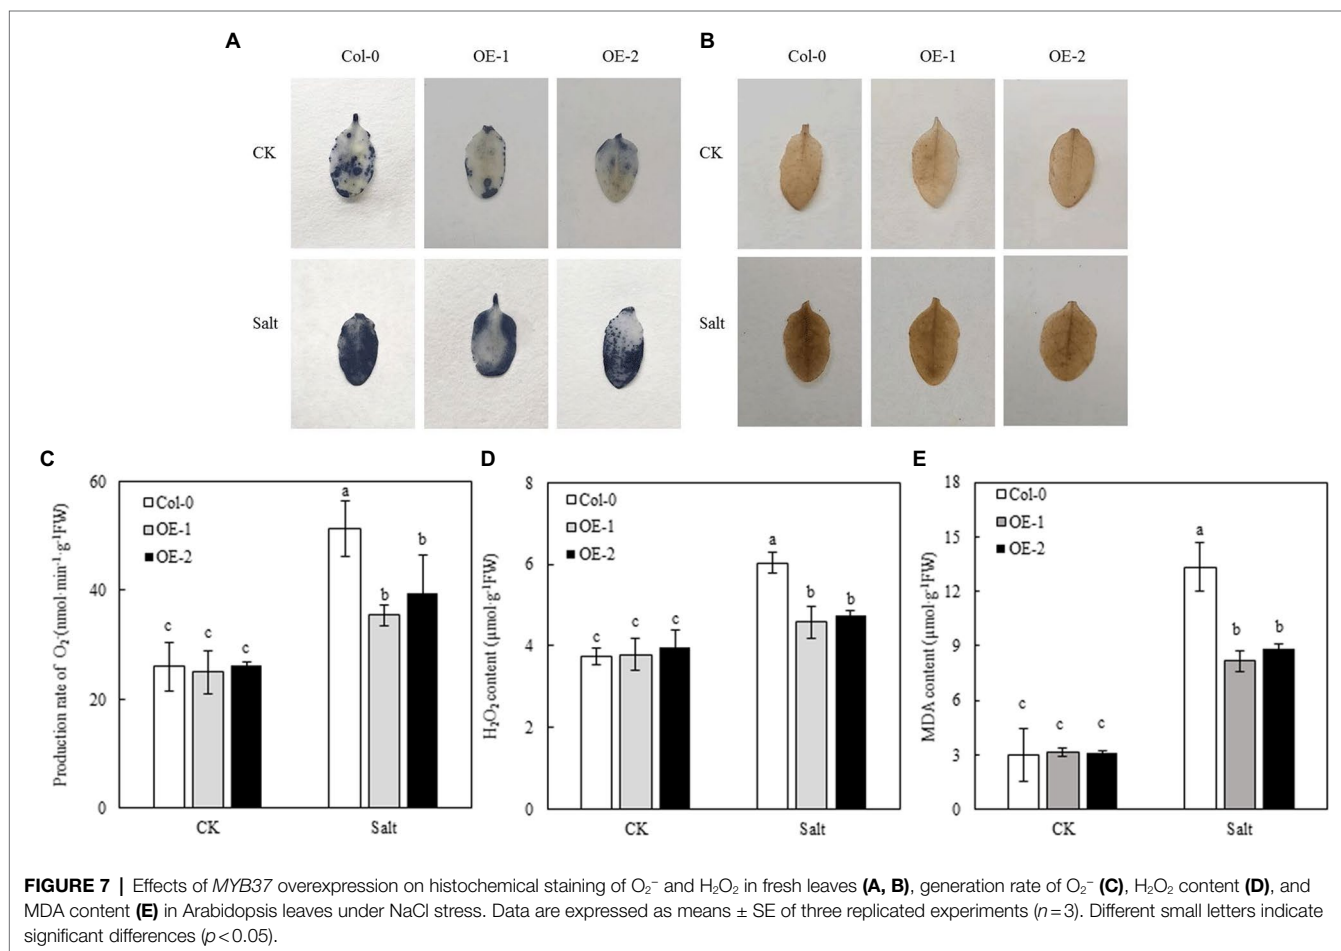 A
B
Col-0 OE-1 OE-2
Col-0 OE-1 OE-2
CK
CK
Salt
Salt
C
D
E
Production rate of O₂⁻(nmol·min⁻¹·g⁻¹FW)
60
40
20
0
Col-0
OE-1
OE-2
c c c
a b b
CK Salt
H₂O₂ content (μmol·g⁻¹FW)
8
6
4
2
0
Col-0
OE-1
OE-2
c c c
a b b
CK Salt
MDA content (μmol·g⁻¹FW)
18
15
12
9
6
3
0
Col-0
OE-1
OE-2
c c c
a b b
CK Salt
FIGURE 7 | Effects of MYB37 overexpression on histochemical staining of O₂⁻ and H₂O₂ in fresh leaves (A, B), generation rate of O₂⁻ (C), H₂O₂ content (D), and
MDA content (E) in Arabidopsis leaves under NaCl stress. Data are expressed as means ± SE of three replicated experiments (n=3). Different small letters indicate
significant differences (p<0.05).